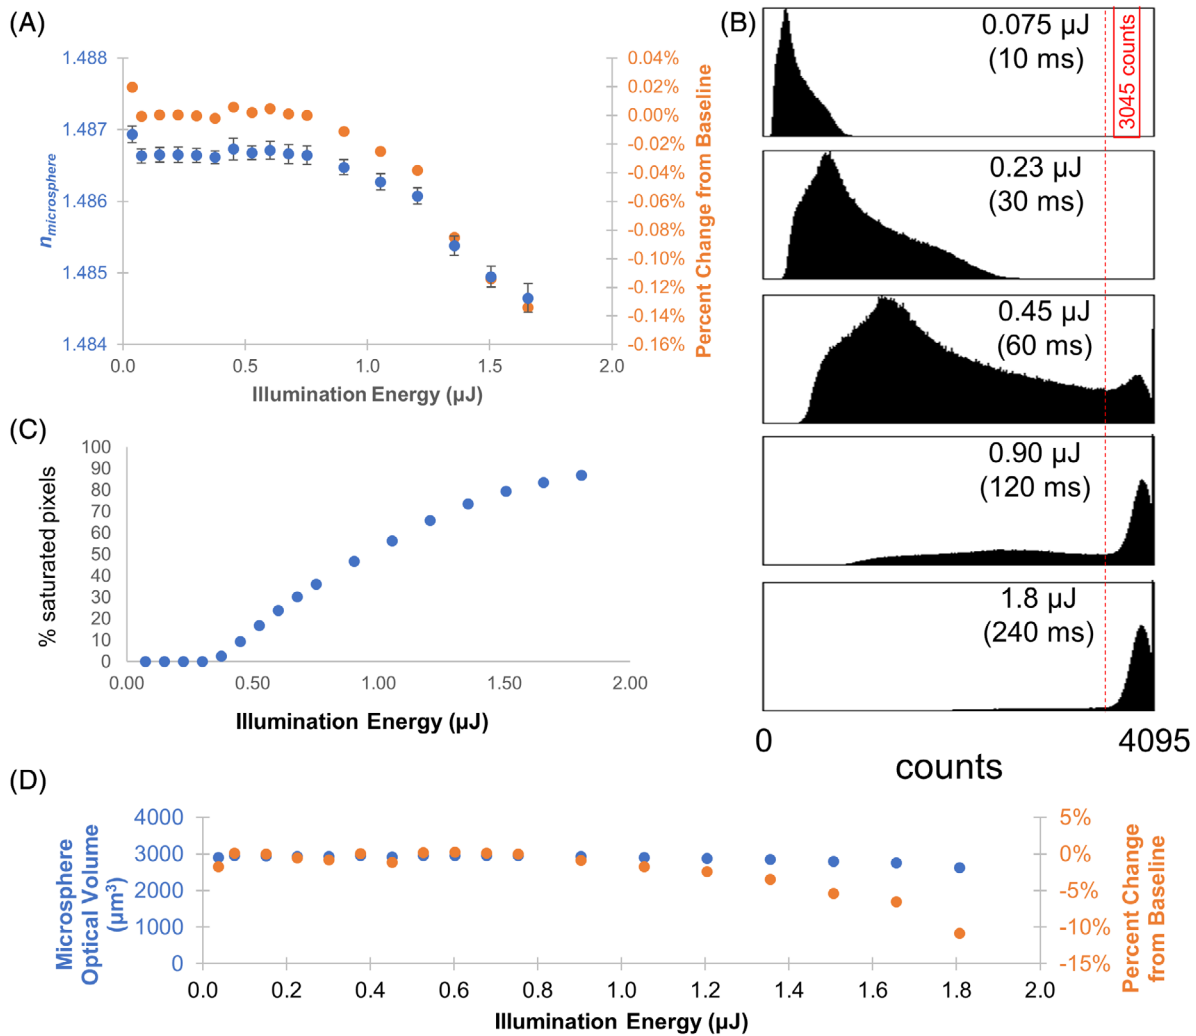 (A)
1.488
1.487
1.486
1.485
1.484
n_microsphere
0.04%
0.02%
0.00%
-0.02%
-0.04%
-0.06%
-0.08%
-0.10%
-0.12%
-0.14%
-0.16%
Percent Change from Baseline
0.0
0.5
1.0
1.5
2.0
Illumination Energy (µJ)
(B)
0.075 µJ
(10 ms)
3045 counts
0.23 µJ
(30 ms)
0.45 µJ
(60 ms)
0.90 µJ
(120 ms)
1.8 µJ
(240 ms)
0
4095
counts
(C)
100
90
80
70
60
50
40
30
20
10
0
% saturated pixels
0.00
0.50
1.00
1.50
2.00
Illumination Energy (µJ)
(D)
Microsphere
Optical Volume
(µm³)
4000
3000
2000
1000
0
5%
0%
-5%
-10%
-15%
Percent Change
from Baseline
0.0
0.2
0.4
0.6
0.8
1.0
1.2
1.4
1.6
1.8
2.0
Illumination Energy (µJ)